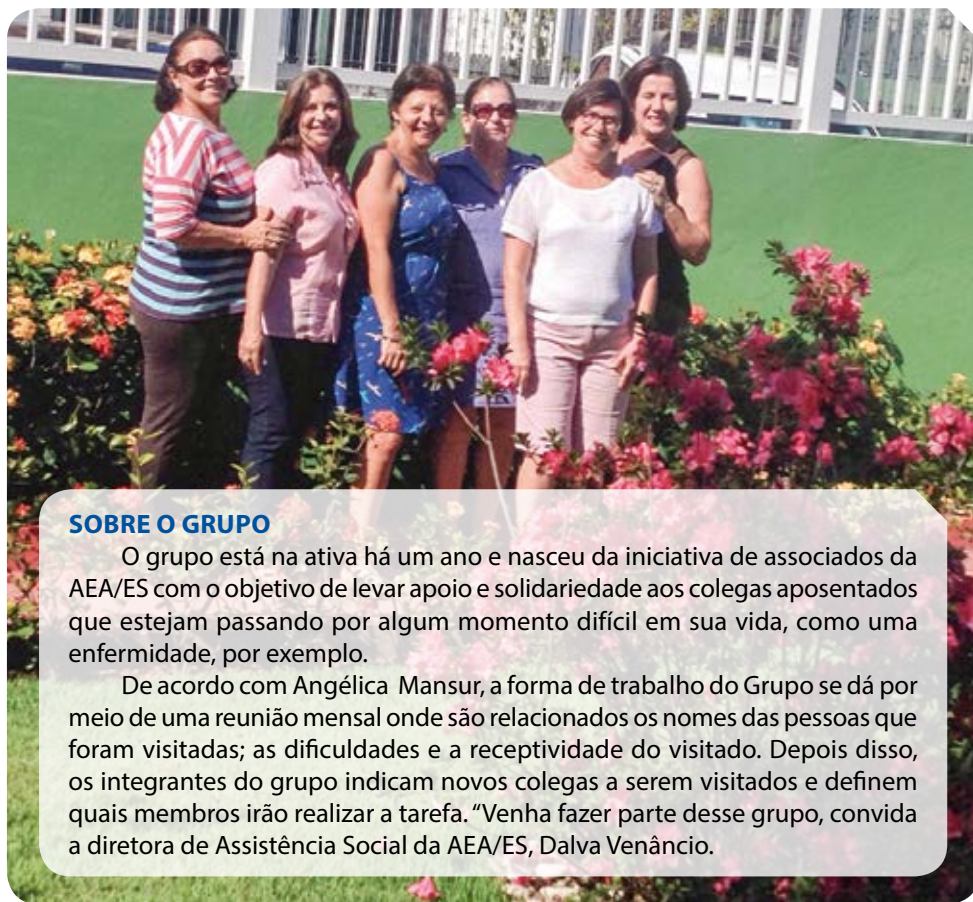 SOBRE O GRUPO
O grupo está na ativa há um ano e nasceu da iniciativa de associados da
AEA/ES com o objetivo de levar apoio e solidariedade aos colegas aposentados
que estejam passando por algum momento difícil em sua vida, como uma
enfermidade, por exemplo.
De acordo com Angélica Mansur, a forma de trabalho do Grupo se dá por
meio de uma reunião mensal onde são relacionados os nomes das pessoas que
foram visitadas; as dificuldades e a receptividade do visitado. Depois disso,
os integrantes do grupo indicam novos colegas a serem visitados e definem
quais membros irão realizar a tarefa. “Venha fazer parte desse grupo, convida
a diretora de Assistência Social da AEA/ES, Dalva Venâncio.